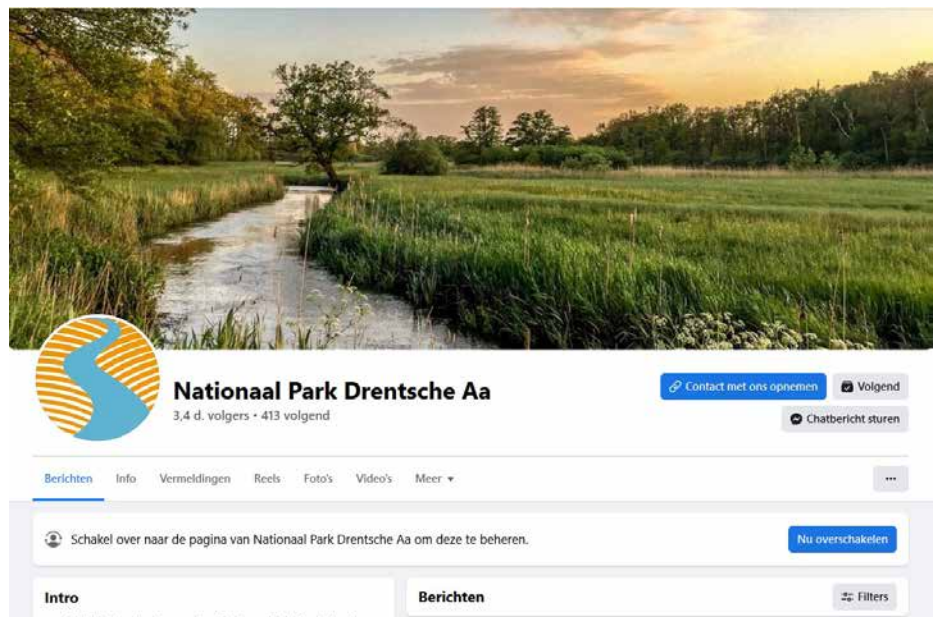 Nationaal Park Drentsche Aa
3,4 d. volgers • 413 volgend
Contact met ons opnemen
Volgend
Chatbericht sturen
Berichten Info Vermeldingen Reels Foto's Video's Meer
Schakel over naar de pagina van Nationaal Park Drentsche Aa om deze te beheren.
Nu overschakelen
Intro
Berichten
Filters